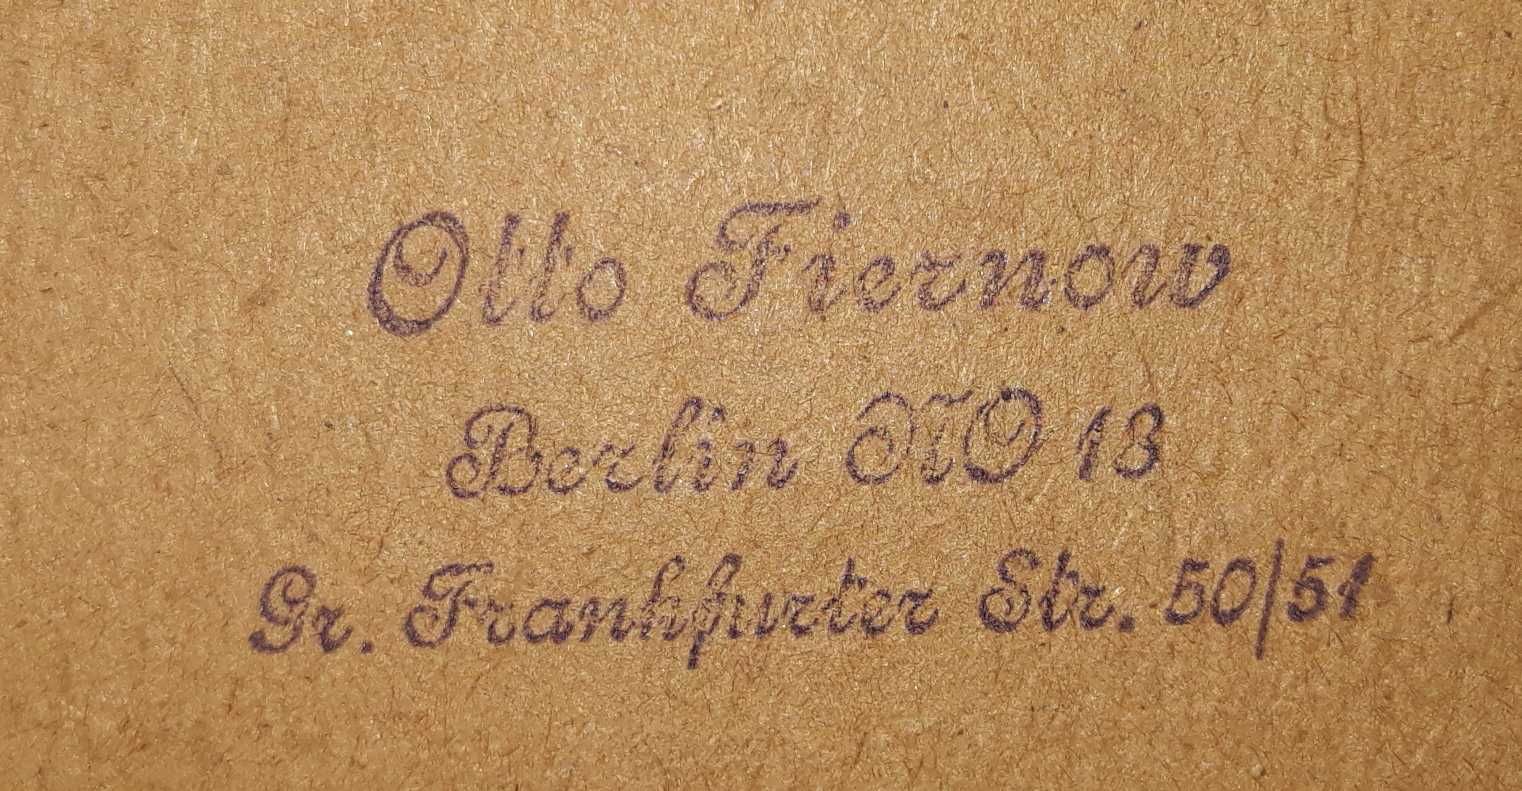 Otto Fiernow
Berlin NO 18
Gr. Frankfurter Str. 50/51